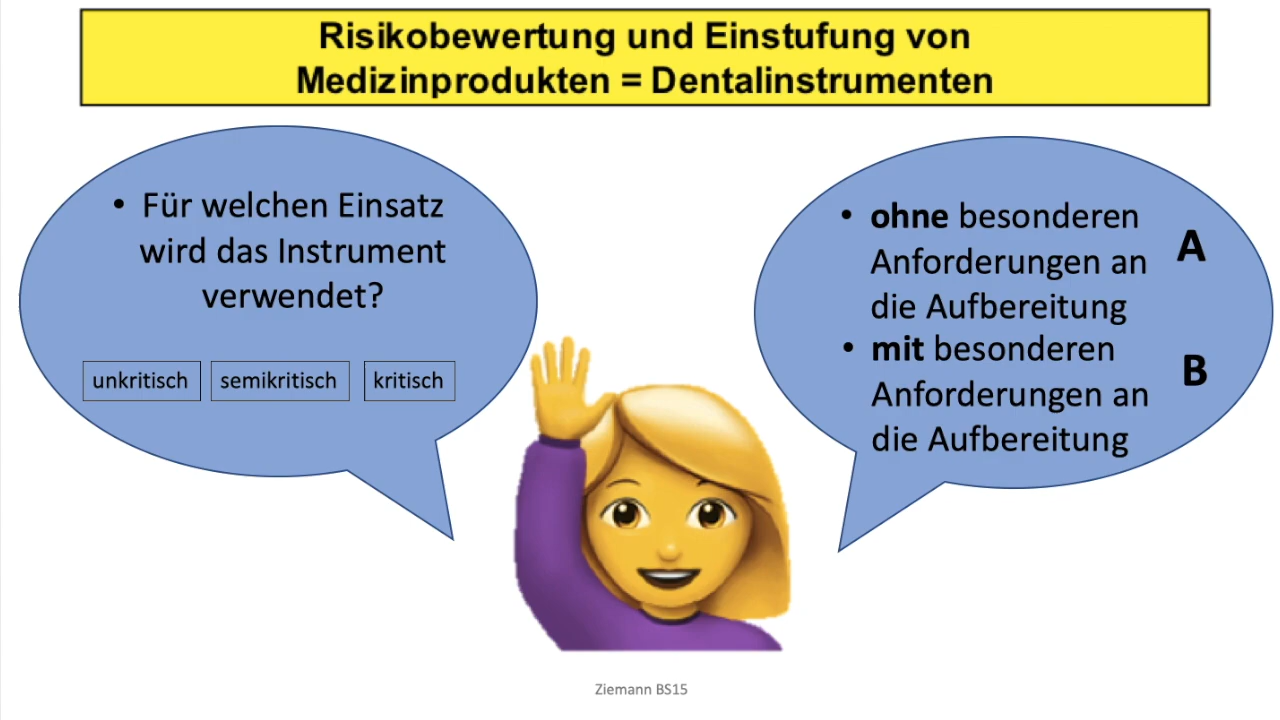 Risikobewertung und Einstufung von
Medizinprodukten = Dentalinstrumenten
• Für welchen Einsatz
wird das Instrument
verwendet?
unkritisch semikritisch kritisch
• ohne besonderen
Anforderungen an
die Aufbereitung
A
• mit besonderen
Anforderungen an
die Aufbereitung
B
Ziemann BS15